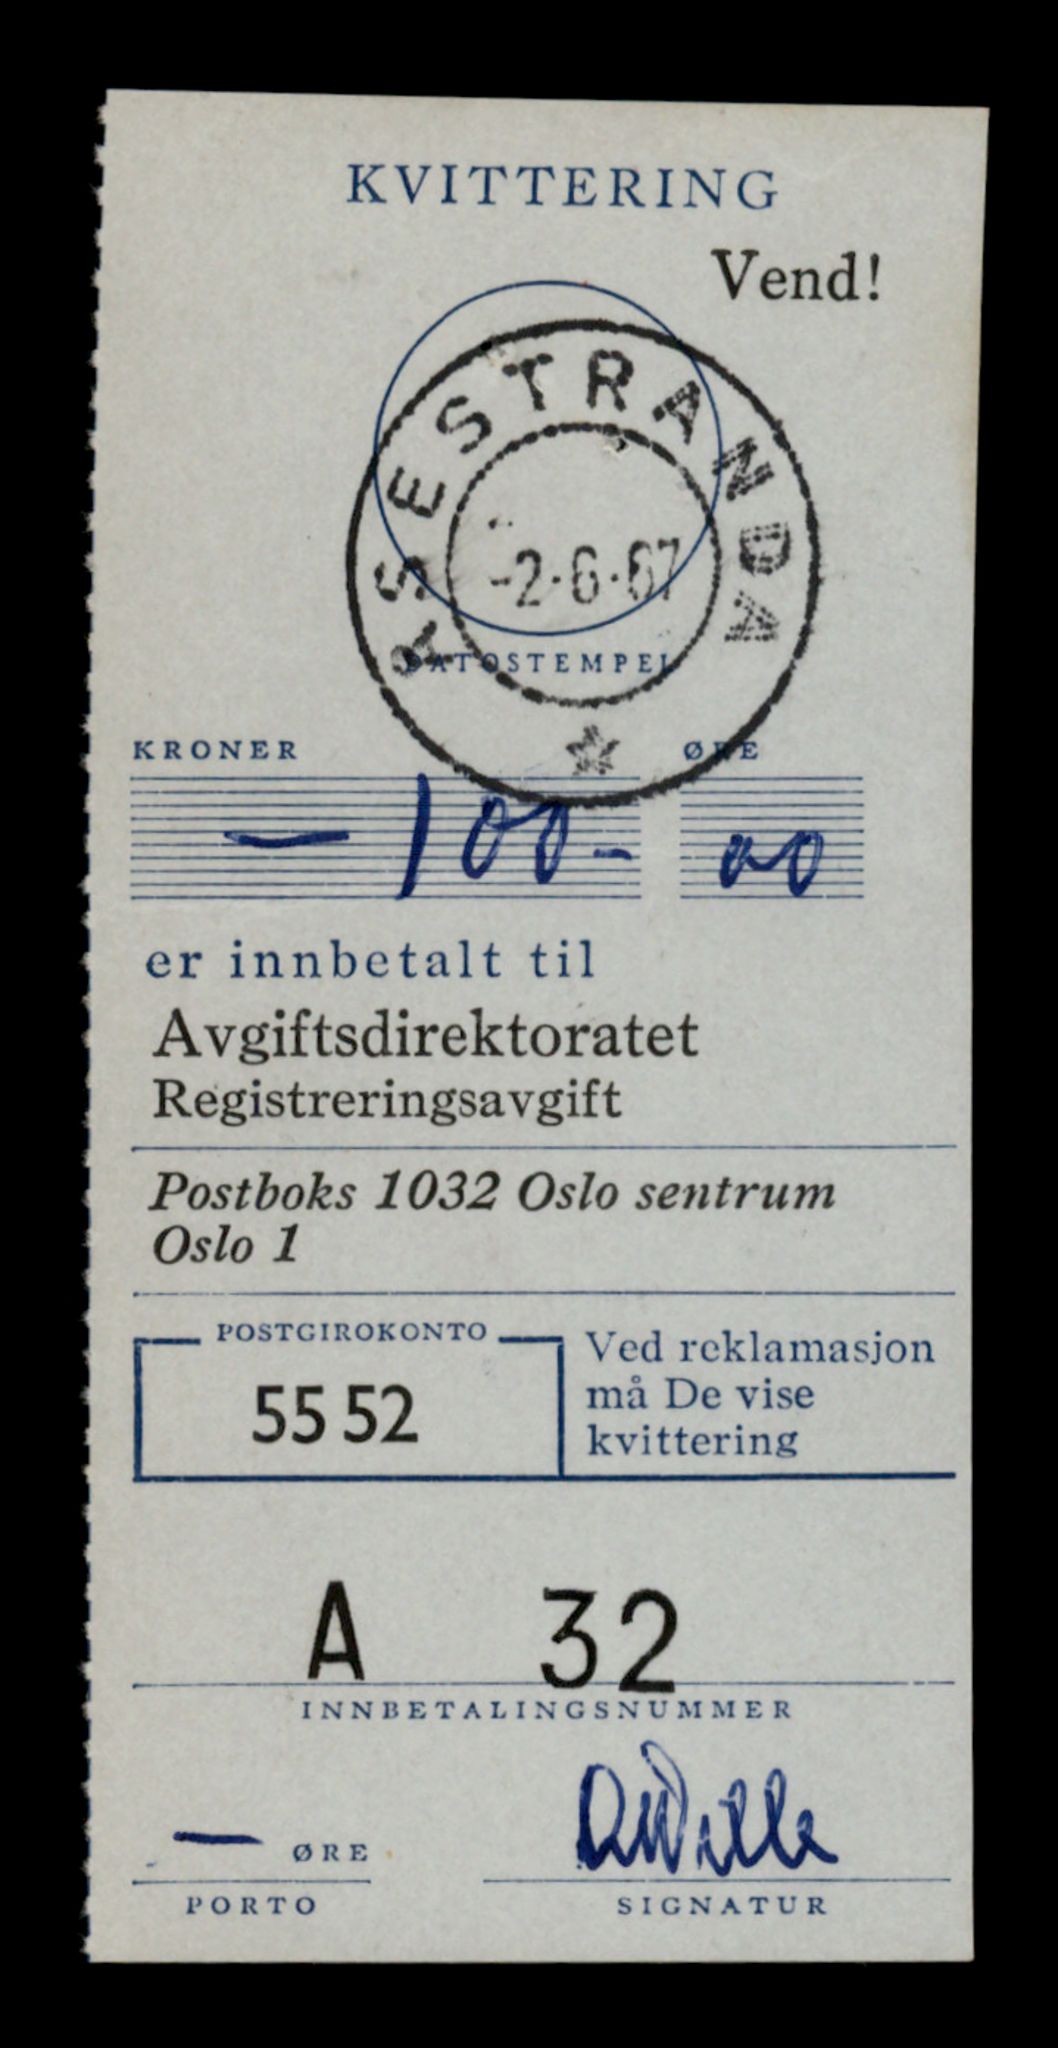 KVITTERING
Vend!
ÅSESTRANDA
-2·6·67
DATOSTEMPEL
KRONER ØRE
— 100- 00
er innbetalt til
Avgiftsdirektoratet
Registreringsavgift
Postboks 1032 Oslo sentrum
Oslo 1
POSTGIROKONTO
55 52
Ved reklamasjon
må De vise
kvittering
A 32
INNBETALINGSNUMMER
— ØRE
PORTO
SIGNATUR